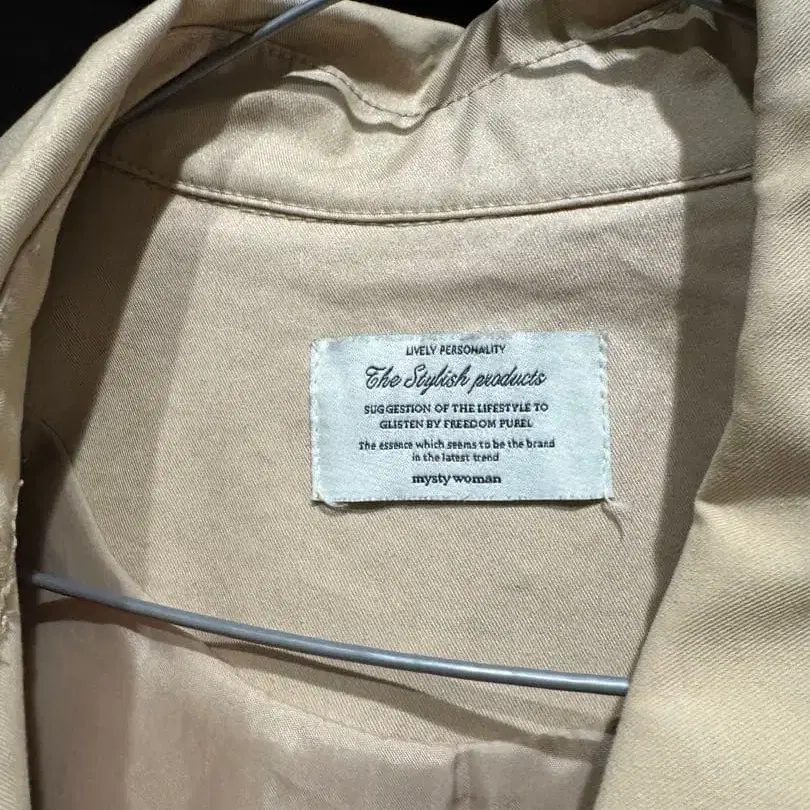 LIVELY PERSONALITY
The Stylish products
SUGGESTION OF THE LIFESTYLE TO
GLISTEN BY FREEDOM PUREL
The essence which seems to be the brand
in the latest trend
mysty woman